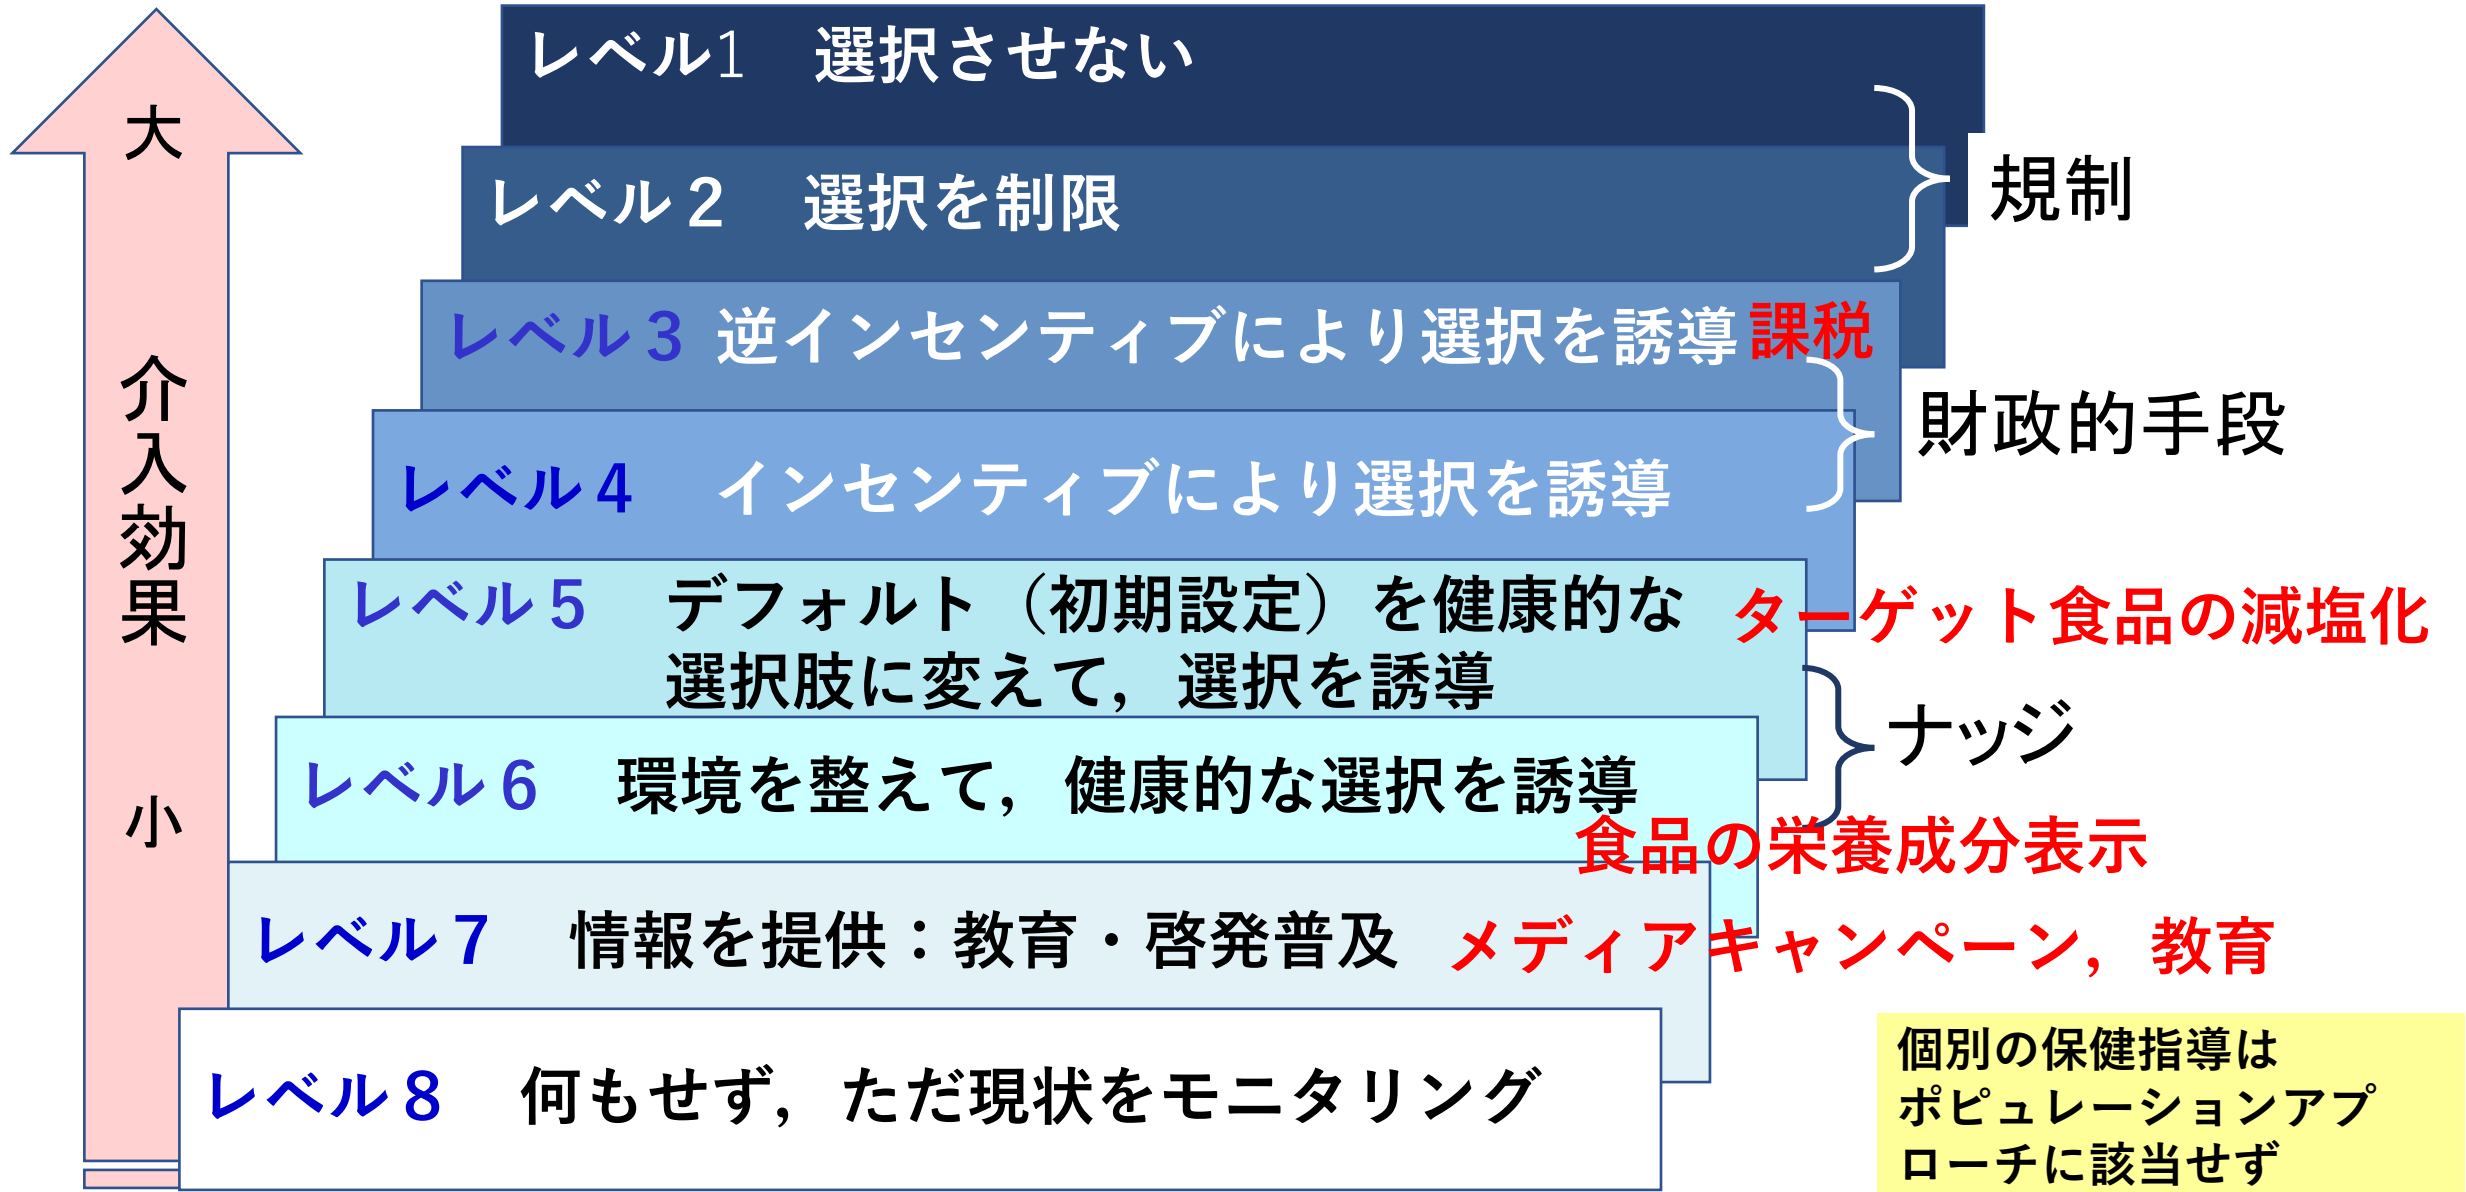 大
介入効果
小
レベル1　選択させない
規制
レベル２　選択を制限
レベル３ 逆インセンティブにより選択を誘導 課税
財政的手段
レベル４　インセンティブにより選択を誘導
レベル５　デフォルト（初期設定）を健康的な
選択肢に変えて，選択を誘導
ターゲット食品の減塩化
ナッジ
レベル６　環境を整えて，健康的な選択を誘導
食品の栄養成分表示
レベル７　情報を提供：教育・啓発普及
メディアキャンペーン，教育
レベル８　何もせず，ただ現状をモニタリング
個別の保健指導は
ポピュレーションアプ
ローチに該当せず